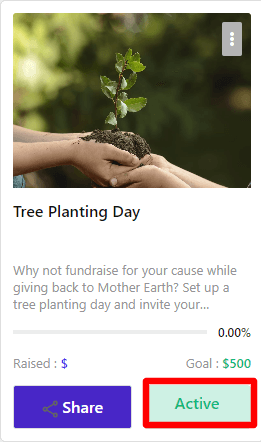 Tree Planting Day
Why not fundraise for your cause while
giving back to Mother Earth? Set up a
tree planting day and invite your...
0.00%
Raised : $ Goal : $500
Share Active